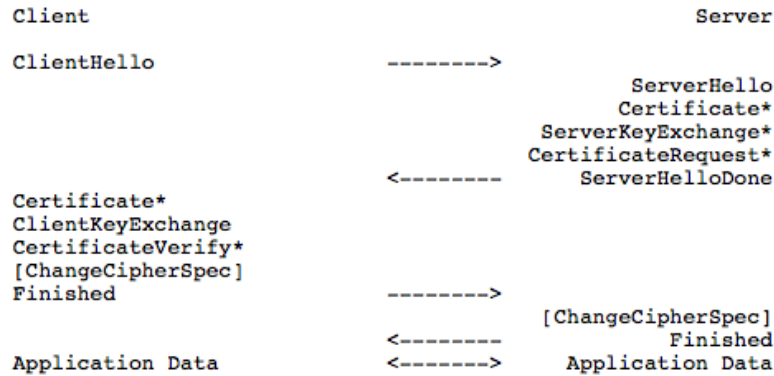 Client Server
ClientHello -------->
ServerHello
Certificate*
ServerKeyExchange*
CertificateRequest*
<-------- ServerHelloDone
Certificate*
ClientKeyExchange
CertificateVerify*
[ChangeCipherSpec]
Finished -------->
[ChangeCipherSpec]
<-------- Finished
Application Data <-------> Application Data